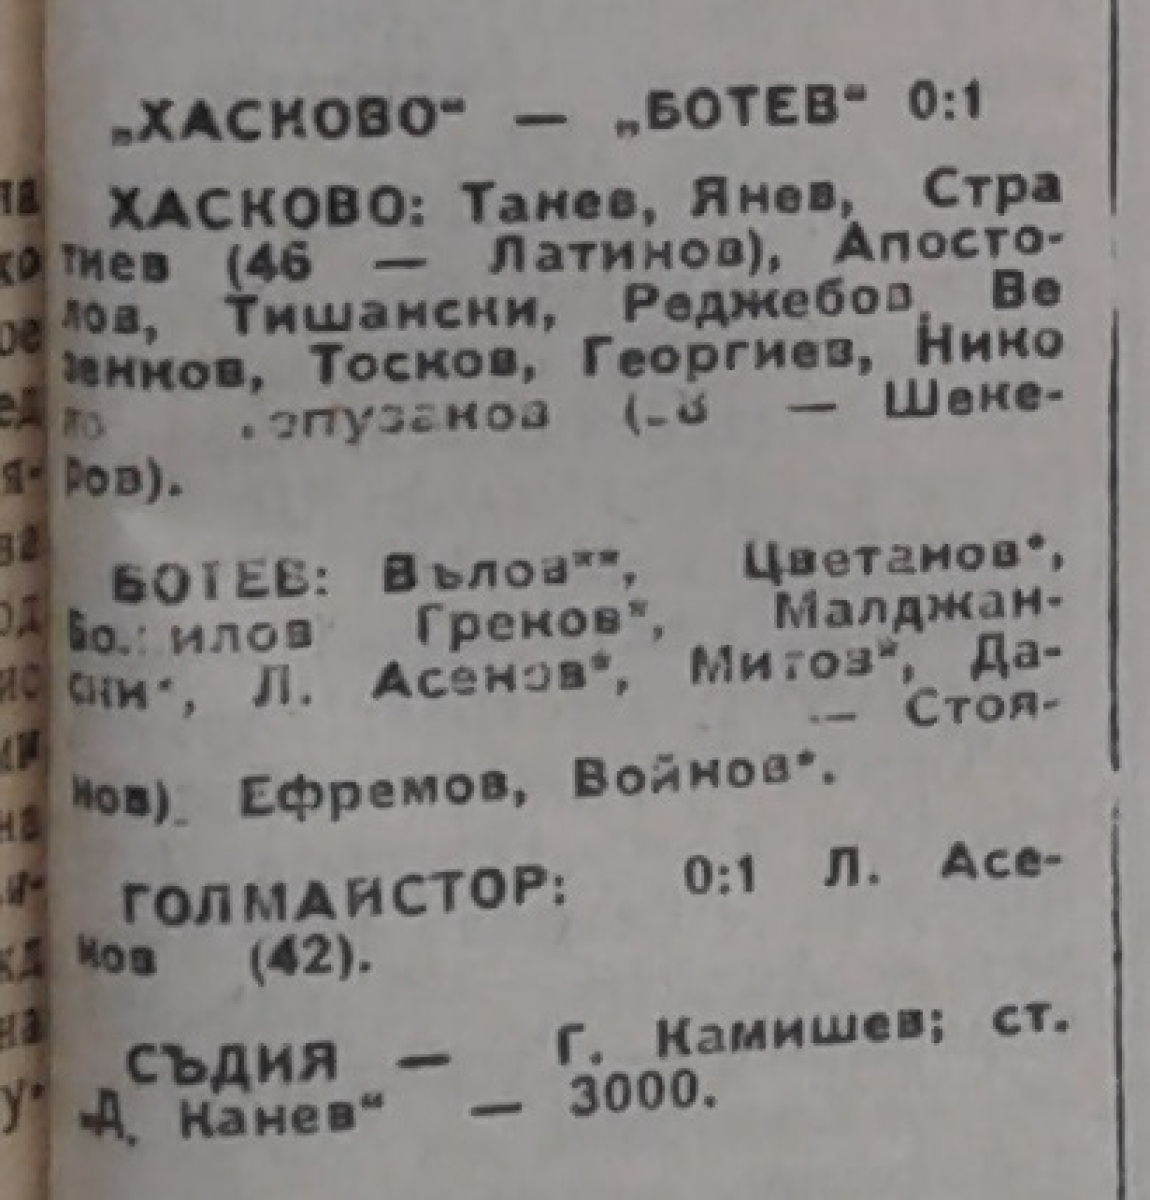 „ХАСКОВО“ — „БОТЕВ“ 0:1
ХАСКОВО: Танев, Янев, Стра
тиев (46 — Латинов), Апосто-
лов, Тишански, Реджебов, Ве
зенков, Тосков, Георгиев, Нико
— Шеке-
ров).
БОТЕВ: Вълов**, Цветанов*,
Греков*, Малджан-
ски*, Л. Асенов*, Митов*, Да-
— Стоя-
нов) Ефремов, Войнов*.
ГОЛМАЙСТОР: 0:1 Л. Асе-
нов (42).
СЪДИЯ — Г. Камишев; ст.
„Д. Канев“ — 3000.